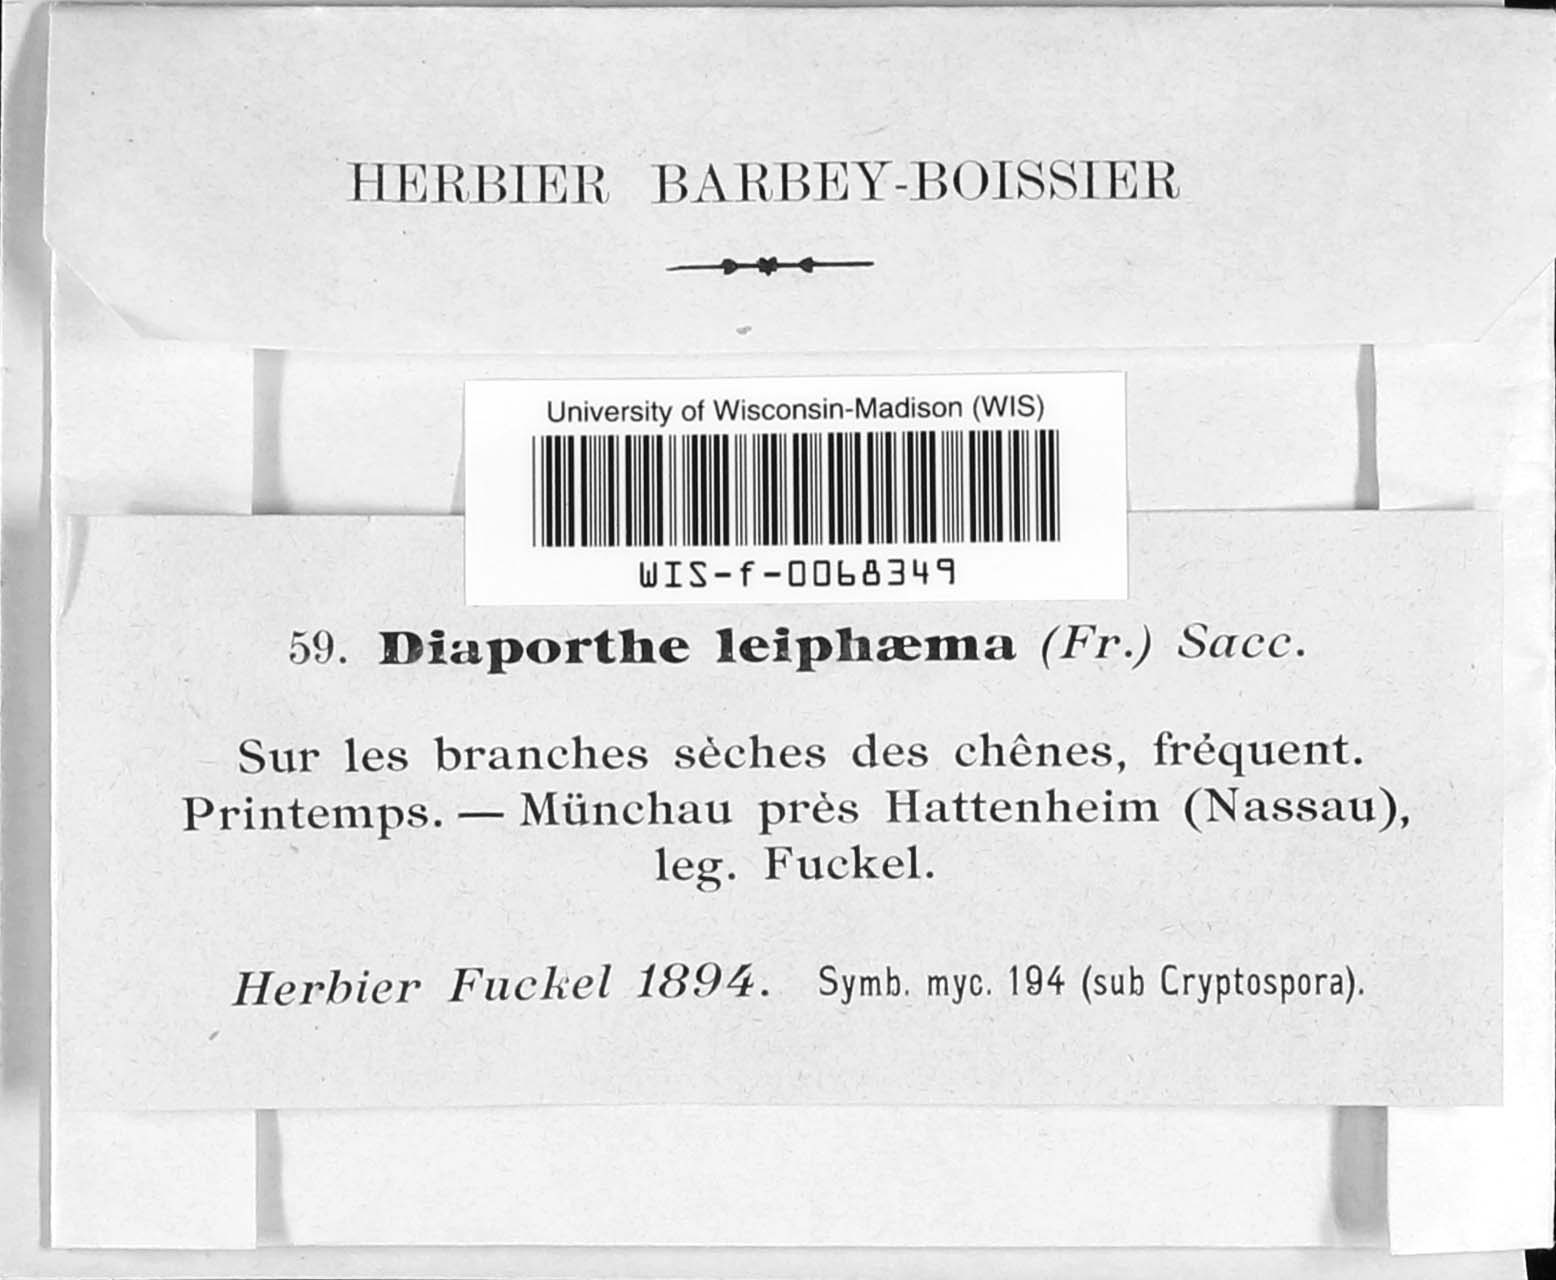 HERBIER BARBEY-BOISSIER
University of Wisconsin-Madison (WIS)
WIS-f-0068349
59. Diaporthe leiphæma (Fr.) Sacc.
Sur les branches sèches des chênes, fréquent.
Printemps. — Münchau près Hattenheim (Nassau),
leg. Fuckel.
Herbier Fuckel 1894. Symb. myc. 194 (sub Cryptospora).